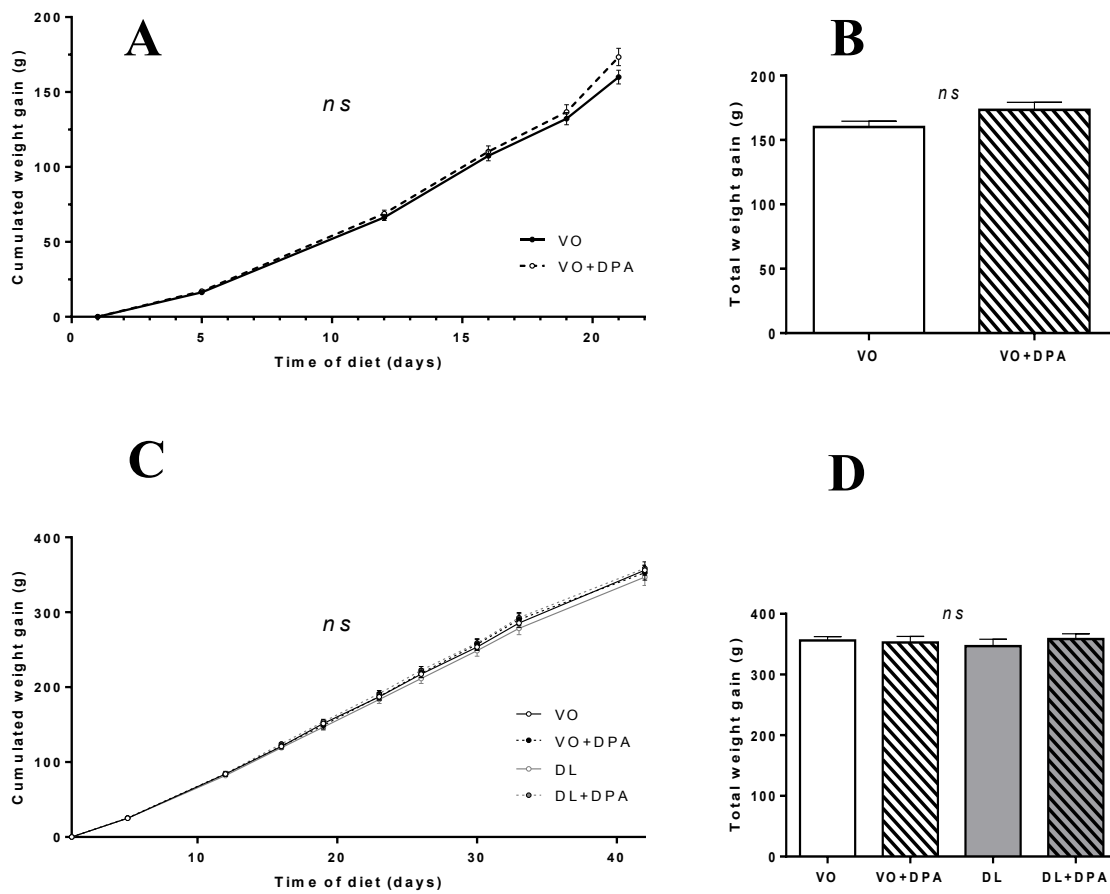 A
Cumulated weight gain (g)
200
150
100
50
0
ns
VO
VO+DPA
0 5 10 15 20
Time of diet (days)
B
Total weight gain (g)
200
150
100
50
0
ns
VO VO+DPA
C
Cumulated weight gain (g)
400
300
200
100
0
ns
VO
VO+DPA
DL
DL+DPA
10 20 30 40
Time of diet (days)
D
Total weight gain (g)
400
300
200
100
0
ns
VO VO+DPA DL DL+DPA